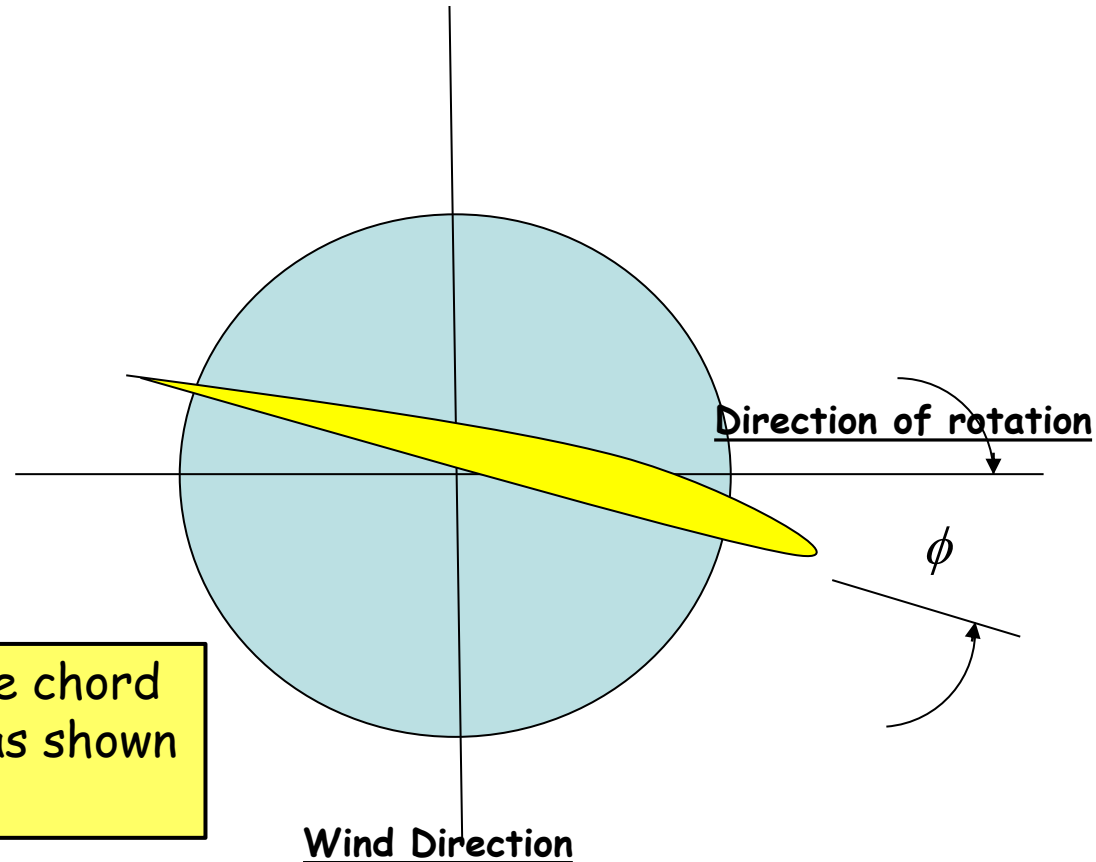 Direction of rotation
ϕ
chord
as shown
Wind Direction